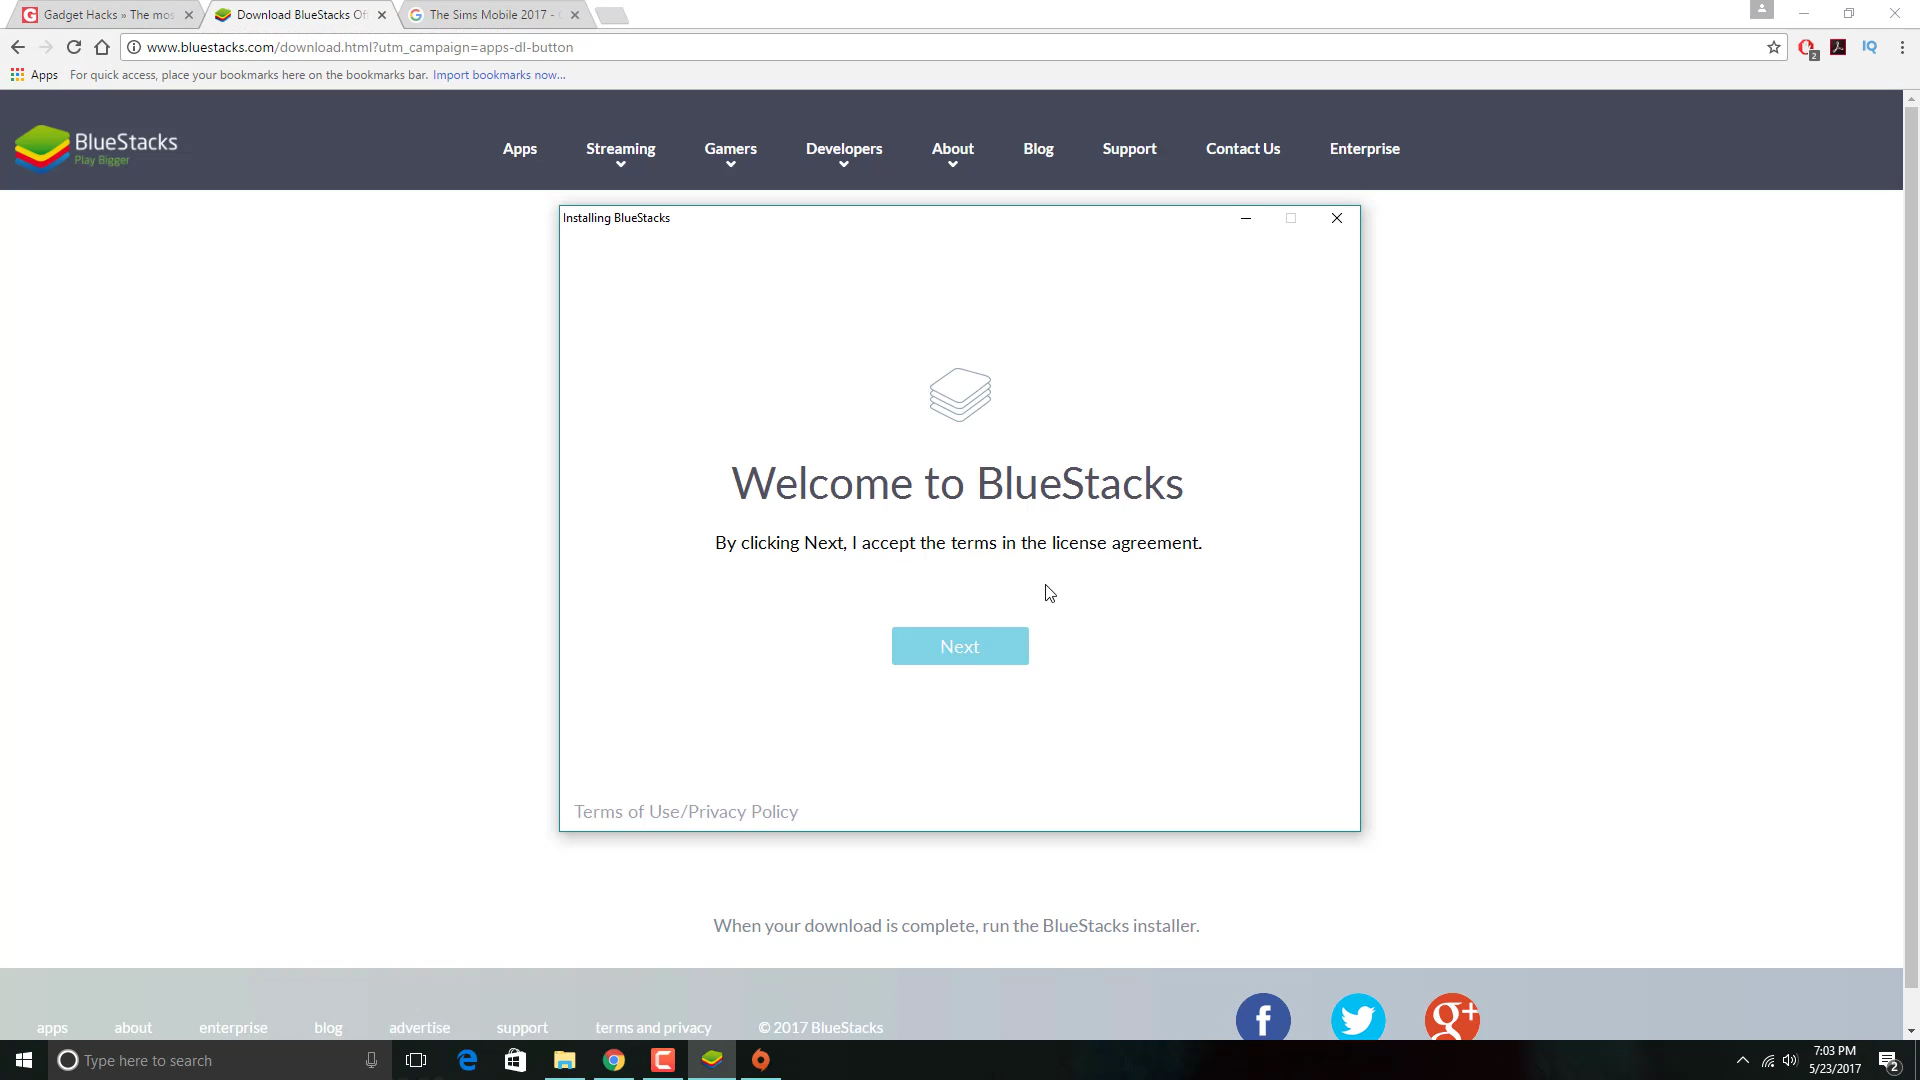 Gadget Hacks » The mos
Download BlueStacks Of
The Sims Mobile 2017 -
www.bluestacks.com/download.html?utm_campaign=apps-dl-button
2
IQ
Apps
For quick access, place your bookmarks here on the bookmarks bar. Import bookmarks now...
BlueStacks
Play Bigger
Apps
Streaming
Gamers
Developers
About
Blog
Support
Contact Us
Enterprise
Installing BlueStacks
Welcome to BlueStacks
By clicking Next, I accept the terms in the license agreement.
Next
Terms of Use/Privacy Policy
When your download is complete, run the BlueStacks installer.
apps
about
enterprise
blog
advertise
support
terms and privacy
© 2017 BlueStacks
Type here to search
7:03 PM
5/23/2017
2